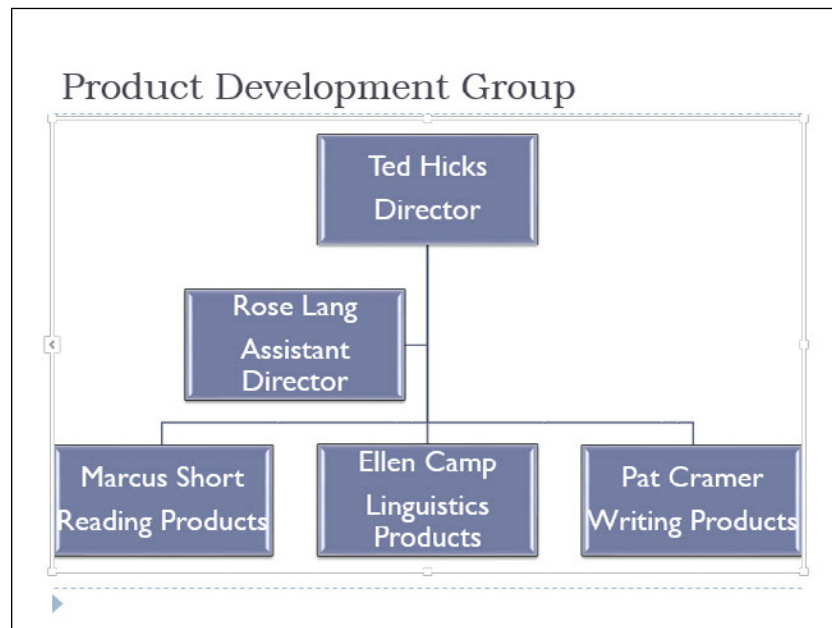 Product Development Group
Ted Hicks
Director
Rose Lang
Assistant
Director
Marcus Short
Reading Products
Ellen Camp
Linguistics
Products
Pat Cramer
Writing Products